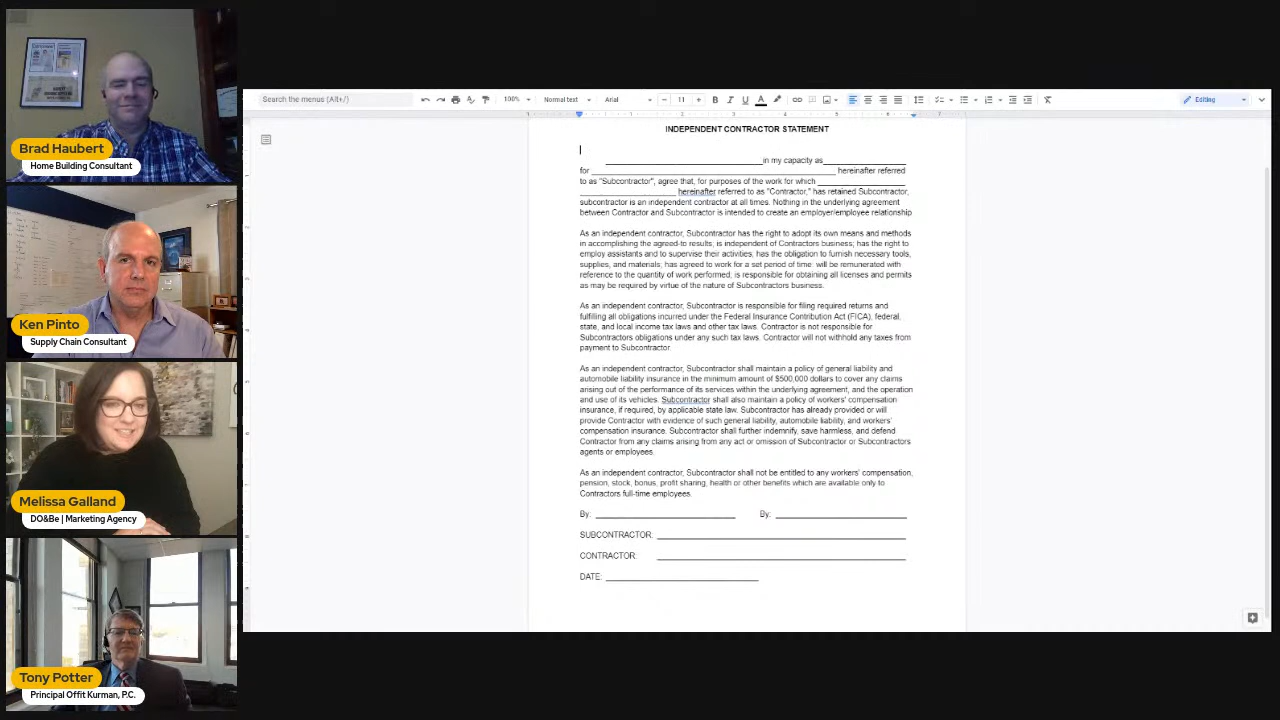 Brad Haubert
Home Building Consultant
Ken Pinto
Supply Chain Consultant
Melissa Galland
DO&Be | Marketing Agency
Tony Potter
Principal Offit Kurman, P.C.
Search the menus (Alt+/)
100%
Normal text
Arial
11
Editing
INDEPENDENT CONTRACTOR STATEMENT
in my capacity as
for hereinafter referred
to as "Subcontractor", agree that, for purposes of the work for which
hereinafter referred to as "Contractor," has retained Subcontractor,
subcontractor is an independent contractor at all times. Nothing in the underlying agreement
between Contractor and Subcontractor is intended to create an employer/employee relationship
As an independent contractor, Subcontractor has the right to adopt its own means and methods
in accomplishing the agreed-to results; is independent of Contractors business; has the right to
employ assistants and to supervise their activities; has the obligation to furnish necessary tools,
supplies, and materials; has agreed to work for a set period of time: will be remunerated with
reference to the quantity of work performed; is responsible for obtaining all licenses and permits
as may be required by virtue of the nature of Subcontractors business.
As an independent contractor, Subcontractor is responsible for filing required returns and
fulfilling all obligations incurred under the Federal Insurance Contribution Act (FICA), federal,
state, and local income tax laws and other tax laws. Contractor is not responsible for
Subcontractors obligations under any such tax laws. Contractor will not withhold any taxes from
payment to Subcontractor.
As an independent contractor, Subcontractor shall maintain a policy of general liability and
automobile liability insurance in the minimum amount of $500,000 dollars to cover any claims
arising out of the performance of its services within the underlying agreement, and the operation
and use of its vehicles. Subcontractor shall also maintain a policy of workers' compensation
insurance, if required, by applicable state law. Subcontractor has already provided or will
provide Contractor with evidence of such general liability, automobile liability, and workers'
compensation insurance. Subcontractor shall further indemnify, save harmless, and defend
Contractor from any claims arising from any act or omission of Subcontractor or Subcontractors
agents or employees.
As an independent contractor, Subcontractor shall not be entitled to any workers' compensation,
pension, stock, bonus, profit sharing, health or other benefits which are available only to
Contractors full-time employees.
By: By:
SUBCONTRACTOR:
CONTRACTOR:
DATE: